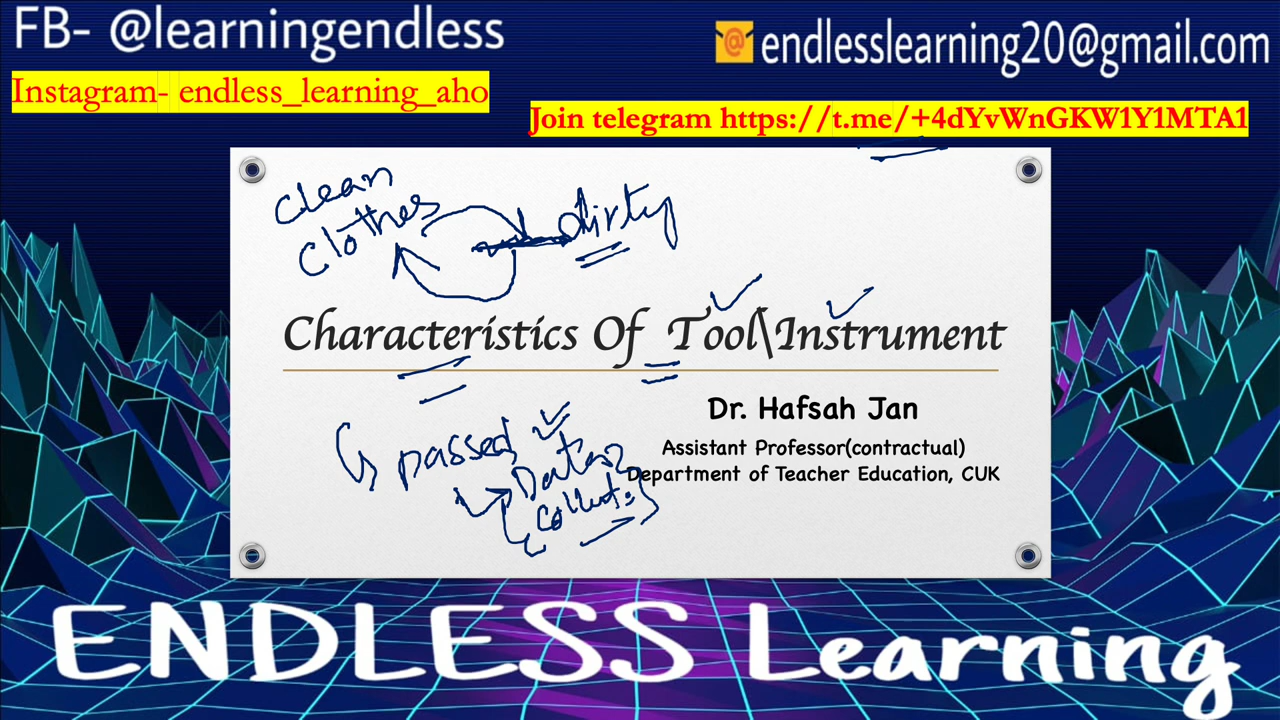 FB- @learningendless
endlesslearning20@gmail.com
Instagram- endless_learning_aho
Join telegram https://t.me/+4dYvWnGKW1Y1MTA1
clean
clothes
dirty
Characteristics Of Tool\Instrument
Dr. Hafsah Jan
Assistant Professor(contractual)
Department of Teacher Education, CUK
passed
Data
ENDLESS Learning